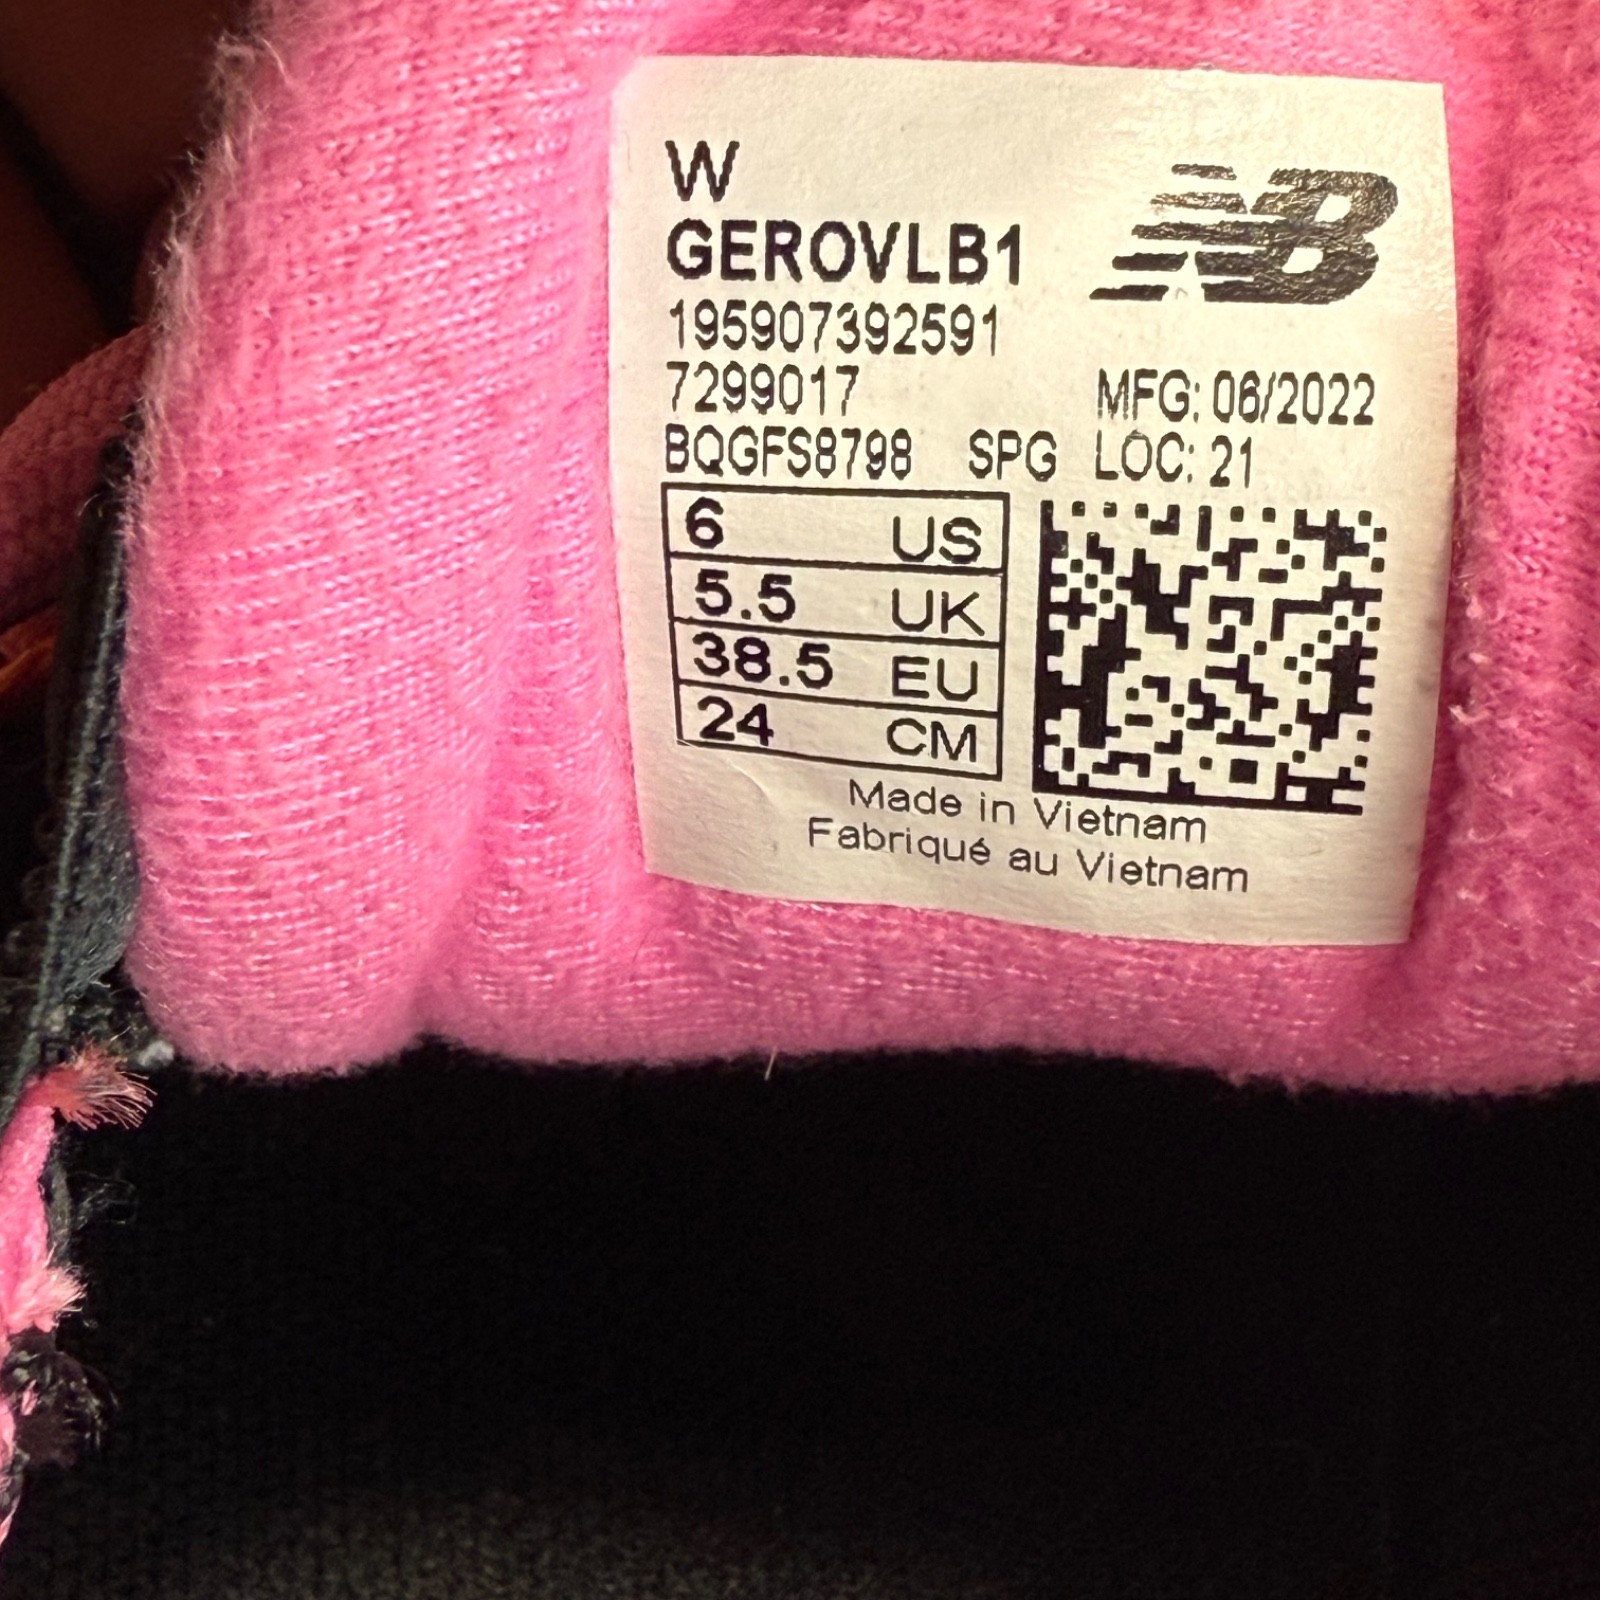 W
GEROVLB1
NB
195907392591
7299017 MFG: 06/2022
BQGFS8798 SPG LOC: 21
6 US
5.5 UK
38.5 EU
24 CM
Made in Vietnam
Fabriqué au Vietnam